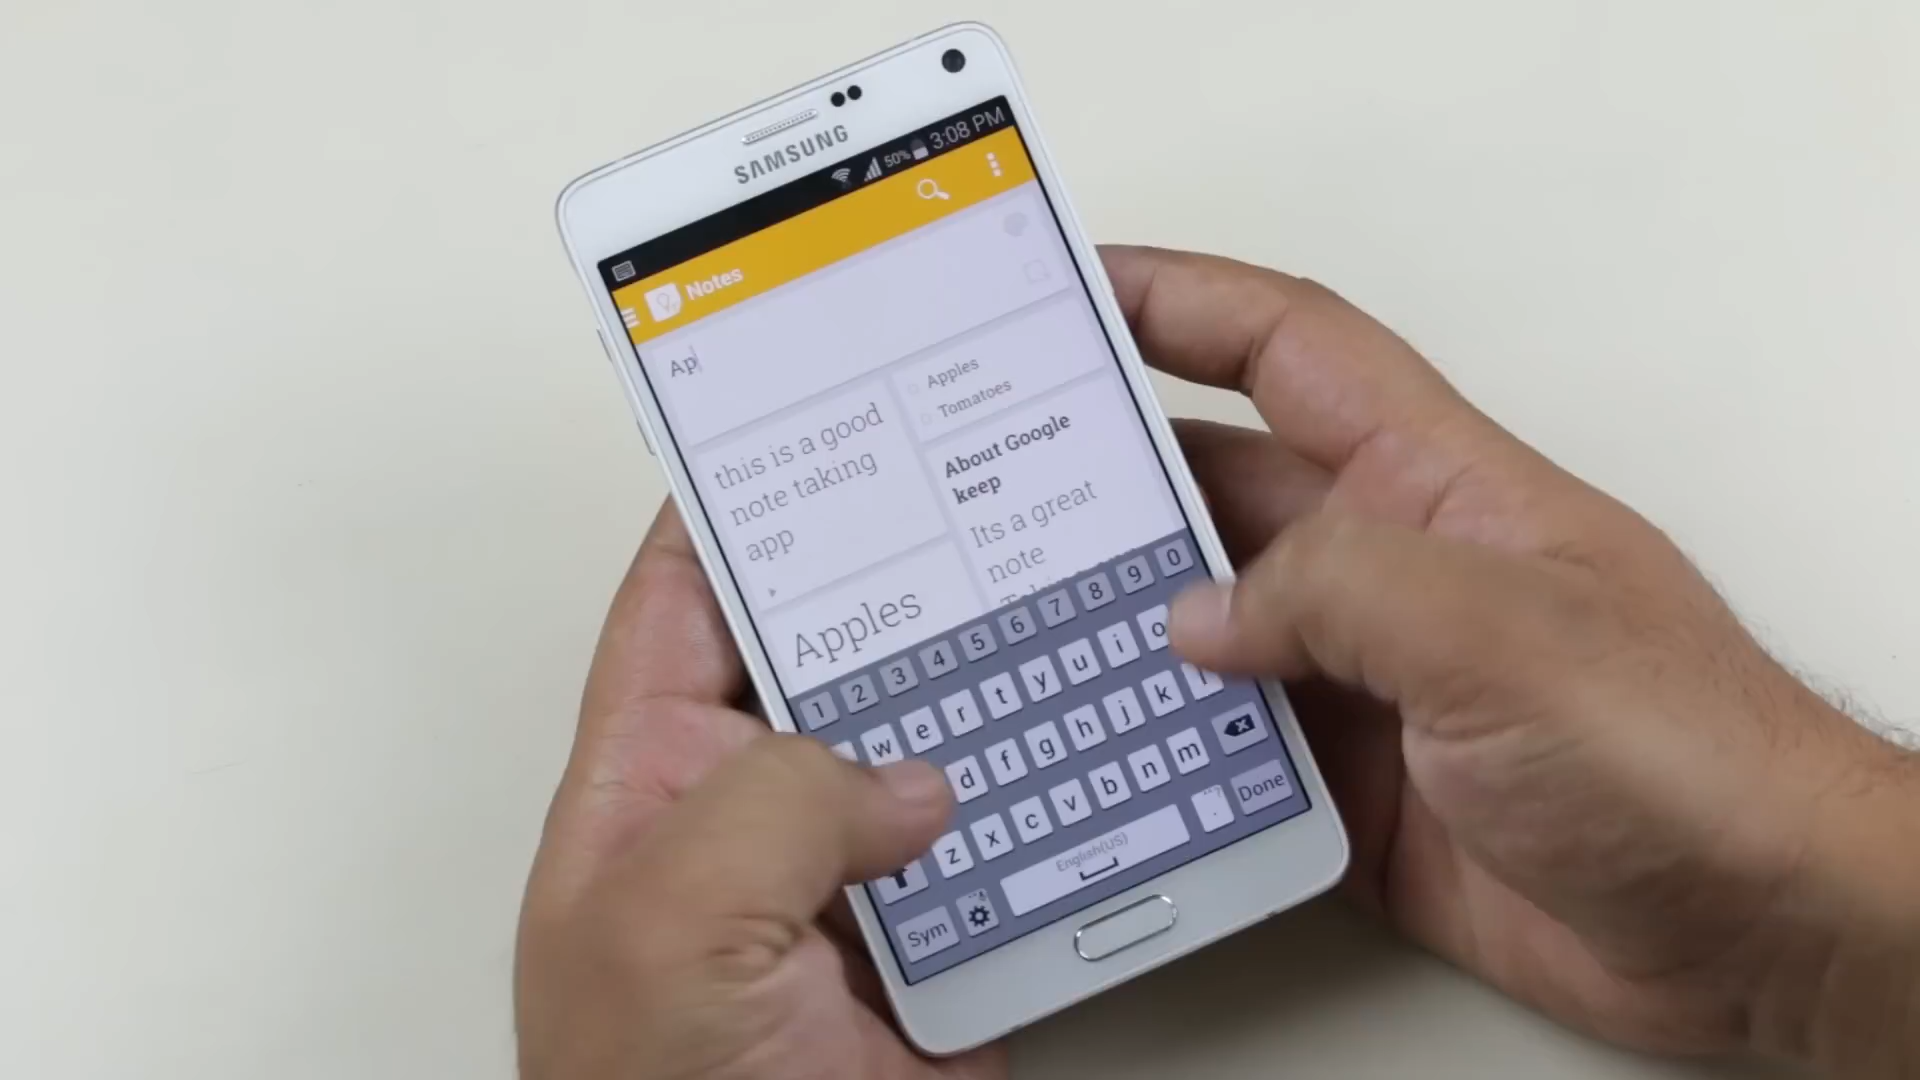 SAMSUNG
50% 3:08 PM
Notes
Ap
this is a good
note taking
app
Apples
Apples
Tomatoes
About Google
keep
Its a great
note
1 2 3 4 5 6 7 8 9 0
w e r t y u i o
d f g h j k l
z x c v b n m
Sym English(US) . Done